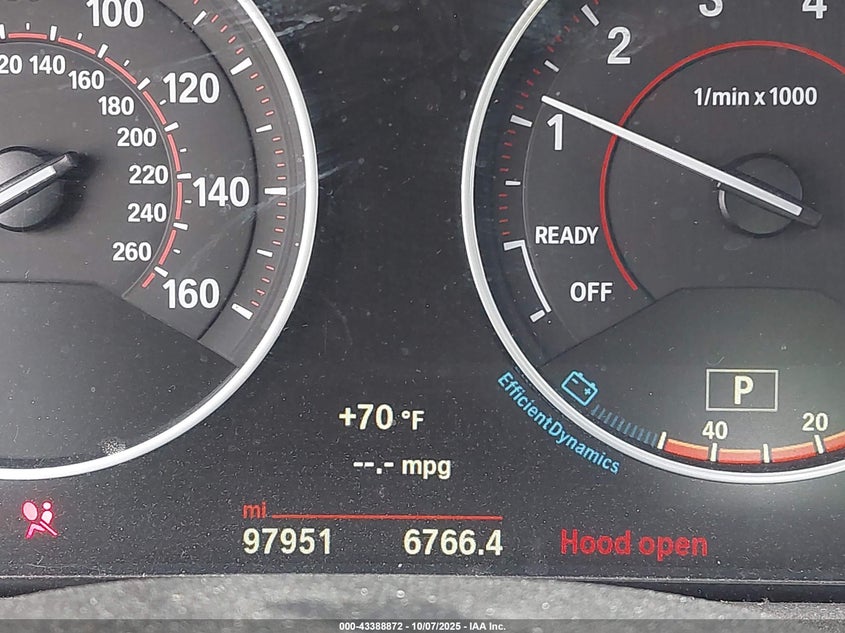 100
120
140
160
20 140
160
180
200
220
240
260
2
3
4
1/min x 1000
1
READY
OFF
P
40
20
EfficientDynamics
+70 °F
--.- mpg
mi
97951 6766.4
Hood open
000-43388872 - 10/07/2025 - IAA Inc.